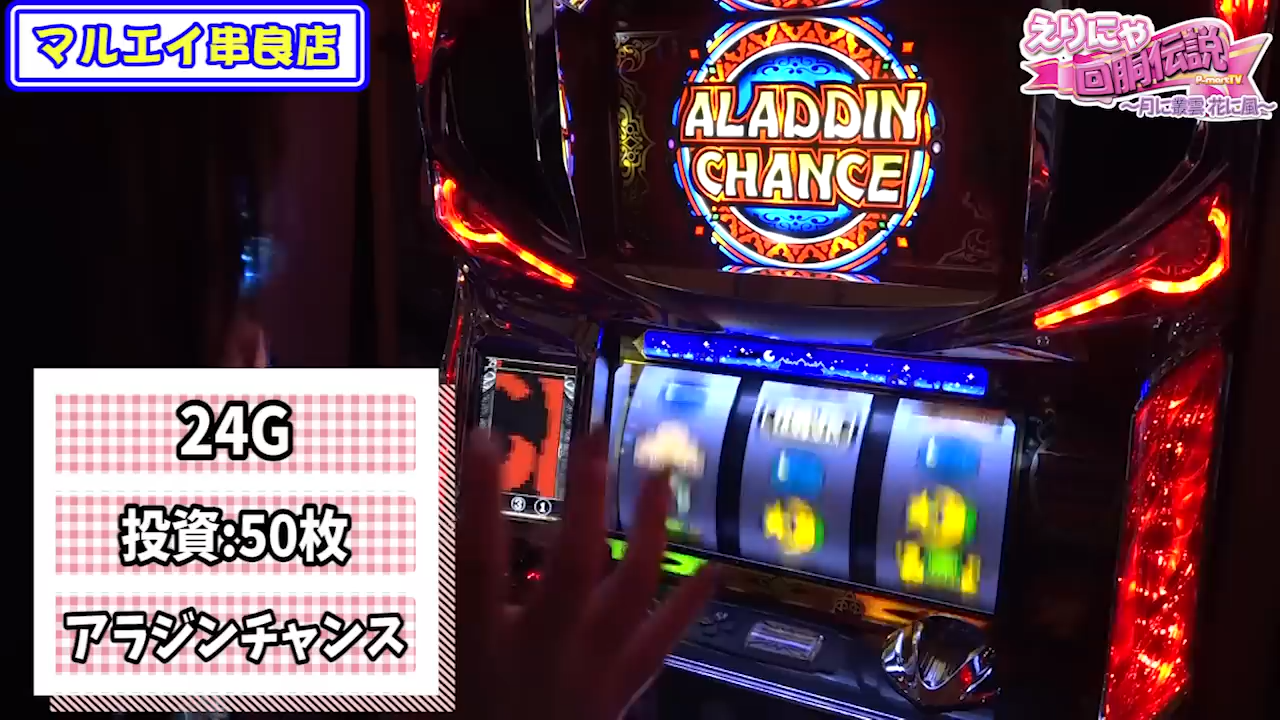 マルエイ串良店
えりにゃ
回胴伝説
P-martTV
～月に叢雲 花に風～
ALADDIN
CHANCE
3 1
24G
投資:50枚
アラジンチャンス